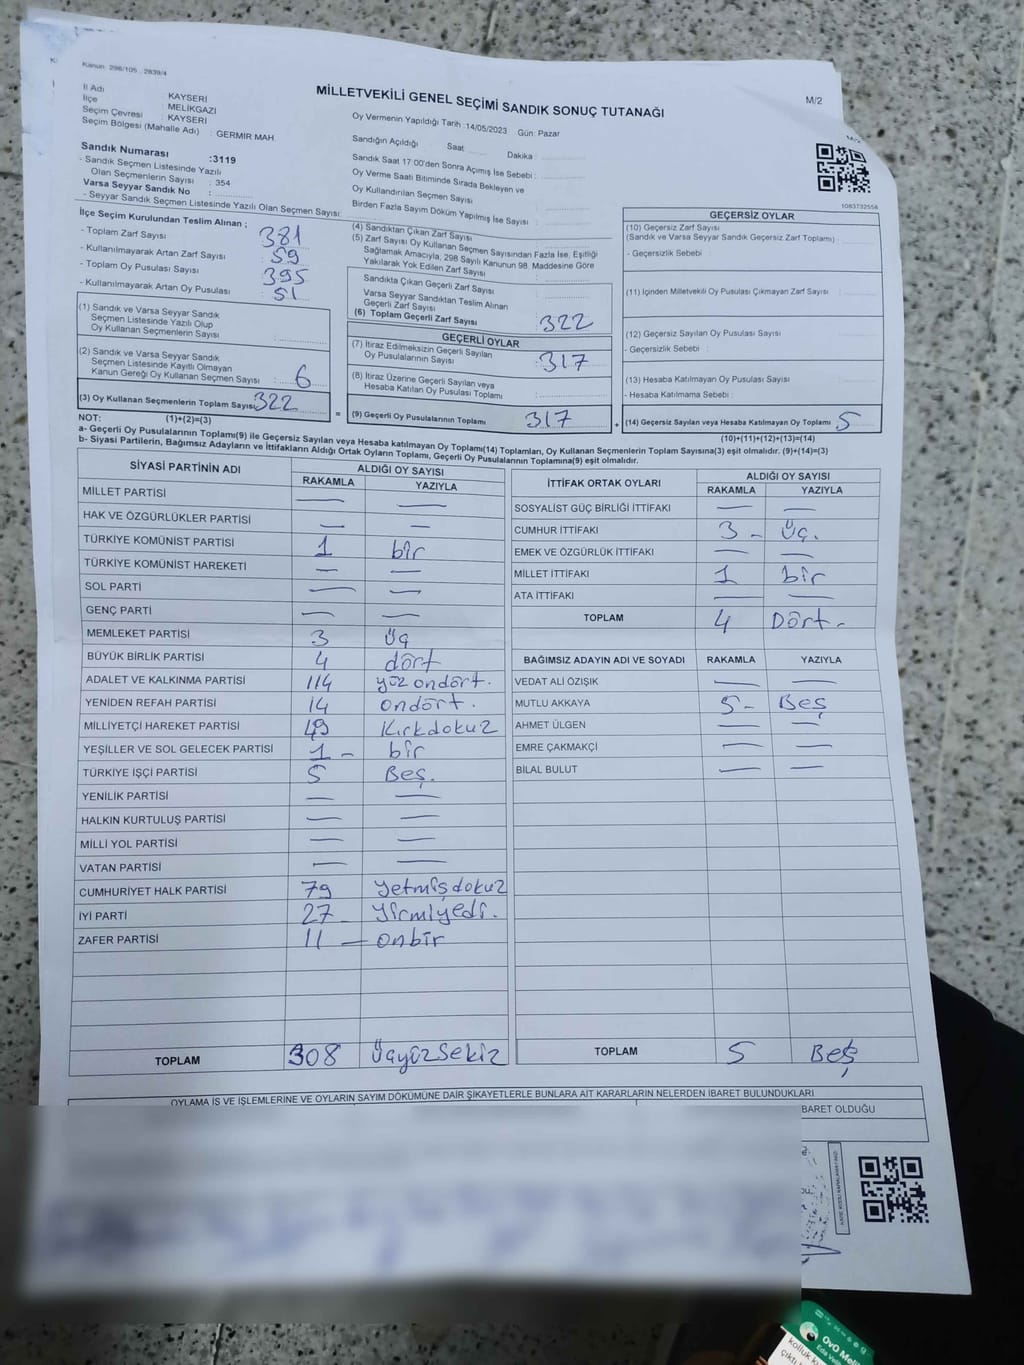 Kanun: 298/105 , 2839/4
MİLLETVEKİLİ GENEL SEÇİMİ SANDIK SONUÇ TUTANAĞI
M/2
İl Adı : KAYSERİ
İlçe : MELİKGAZİ
Seçim Çevresi : KAYSERİ
Seçim Bölgesi (Mahalle Adı) : GERMİR MAH.
Sandık Numarası :3119
- Sandık Seçmen Listesinde Yazılı
Olan Seçmenlerin Sayısı : 354
Varsa Seyyar Sandık No :
- Seyyar Sandık Seçmen Listesinde Yazılı Olan Seçmen Sayısı:
Oy Vermenin Yapıldığı Tarih :14/05/2023 Gün: Pazar
Sandığın Açıldığı Saat Dakika :
Sandık Saat 17:00'den Sonra Açımış İse Sebebi :
Oy Verme Saati Bitiminde Sırada Bekleyen ve
Oy Kullandırılan Seçmen Sayısı
Birden Fazla Sayım Döküm Yapılmış İse Sayısı :
1083732556
İlçe Seçim Kurulundan Teslim Alınan ;
- Toplam Zarf Sayısı : 381
- Kullanılmayarak Artan Zarf Sayısı : 59
- Toplam Oy Pusulası Sayısı : 395
- Kullanılmayarak Artan Oy Pusulası : 51
(1) Sandık ve Varsa Seyyar Sandık
Seçmen Listesinde Yazılı Olup
Oy Kullanan Seçmenlerin Sayısı :
(2) Sandık ve Varsa Seyyar Sandık
Seçmen Listesinde Kayıtlı Olmayan
Kanun Gereği Oy Kullanan Seçmen Sayısı : 6
(3) Oy Kullanan Seçmenlerin Toplam Sayısı: 322
(4) Sandıktan Çıkan Zarf Sayısı
(5) Zarf Sayısı Oy Kullanan Seçmen Sayısından Fazla İse, Eşitliği
Sağlamak Amacıyla, 298 Sayılı Kanunun 98. Maddesine Göre
Yakılarak Yok Edilen Zarf Sayısı :
Sandıkta Çıkan Geçerli Zarf Sayısı :
Varsa Seyyar Sandıktan Teslim Alınan
Geçerli Zarf Sayısı
(6) Toplam Geçerli Zarf Sayısı : 322
GEÇERLİ OYLAR
(7) İtiraz Edilmeksizin Geçerli Sayılan
Oy Pusulalarının Sayısı : 317
(8) İtiraz Üzerine Geçerli Sayılan veya
Hesaba Katılan Oy Pusulası Toplamı :
= (9) Geçerli Oy Pusulalarının Toplamı : 317
GEÇERSİZ OYLAR
(10) Geçersiz Zarf Sayısı
(Sandık ve Varsa Seyyar Sandık Geçersiz Zarf Toplamı)
- Geçersizlik Sebebi :
(11) İçinden Milletvekili Oy Pusulası Çıkmayan Zarf Sayısı :
(12) Geçersiz Sayılan Oy Pusulası Sayısı :
- Geçersizlik Sebebi :
(13) Hesaba Katılmayan Oy Pusulası Sayısı :
- Hesaba Katılmama Sebebi :
+ (14) Geçersiz Sayılan veya Hesaba Katılmayan Oy Toplamı : 5
NOT: (1)+(2)=(3)
(10)+(11)+(12)+(13)=(14)
a- Geçerli Oy Pusulalarının Toplamı(9) ile Geçersiz Sayılan veya Hesaba katılmayan Oy Toplamı(14) Toplamları, Oy Kullanan Seçmenlerin Toplam Sayısına(3) eşit olmalıdır. (9)+(14)=(3)
b- Siyasi Partilerin, Bağımsız Adayların ve İttifakların Aldığı Ortak Oyların Toplamı, Geçerli Oy Pusulalarının Toplamına(9) eşit olmalıdır.
SİYASİ PARTİNİN ADI ALDIĞI OY SAYISI
RAKAMLA YAZIYLA
MİLLET PARTİSİ — —
HAK VE ÖZGÜRLÜKLER PARTİSİ — —
TÜRKİYE KOMÜNİST PARTİSİ 1 bir
TÜRKİYE KOMÜNİST HAREKETİ — —
SOL PARTİ — —
GENÇ PARTİ — —
MEMLEKET PARTİSİ 3 üç
BÜYÜK BİRLİK PARTİSİ 4 dört
ADALET VE KALKINMA PARTİSİ 114 yüz ondört.
YENİDEN REFAH PARTİSİ 14 ondört.
MİLLİYETÇİ HAREKET PARTİSİ 49 Kırkdokuz
YEŞİLLER VE SOL GELECEK PARTİSİ 1 - bir
TÜRKİYE İŞÇİ PARTİSİ 5 Beş.
YENİLİK PARTİSİ — —
HALKIN KURTULUŞ PARTİSİ — —
MİLLİ YOL PARTİSİ — —
VATAN PARTİSİ — —
CUMHURİYET HALK PARTİSİ 79 Yetmişdokuz
İYİ PARTİ 27 - Yirmiyedi.
ZAFER PARTİSİ 11 — onbir
TOPLAM 308 Üçyüzsekiz
İTTİFAK ORTAK OYLARI ALDIĞI OY SAYISI
RAKAMLA YAZIYLA
SOSYALİST GÜÇ BİRLİĞİ İTTİFAKI — —
CUMHUR İTTİFAKI 3 - Üç.
EMEK VE ÖZGÜRLÜK İTTİFAKI — —
MİLLET İTTİFAKI 1 bir
ATA İTTİFAKI — —
TOPLAM 4 Dört -
BAĞIMSIZ ADAYIN ADI VE SOYADI RAKAMLA YAZIYLA
VEDAT ALİ ÖZIŞIK — —
MUTLU AKKAYA 5 - Beş
AHMET ÜLGEN — —
EMRE ÇAKMAKÇİ — —
BİLAL BULUT — —
TOPLAM 5 Beş
OYLAMA İŞ VE İŞLEMLERİNE VE OYLARIN SAYIM DÖKÜMÜNE DAİR ŞİKAYETLERLE BUNLARA AİT KARARLARIN NELERDEN İBARET BULUNDUKLARI
BARET OLDUĞU